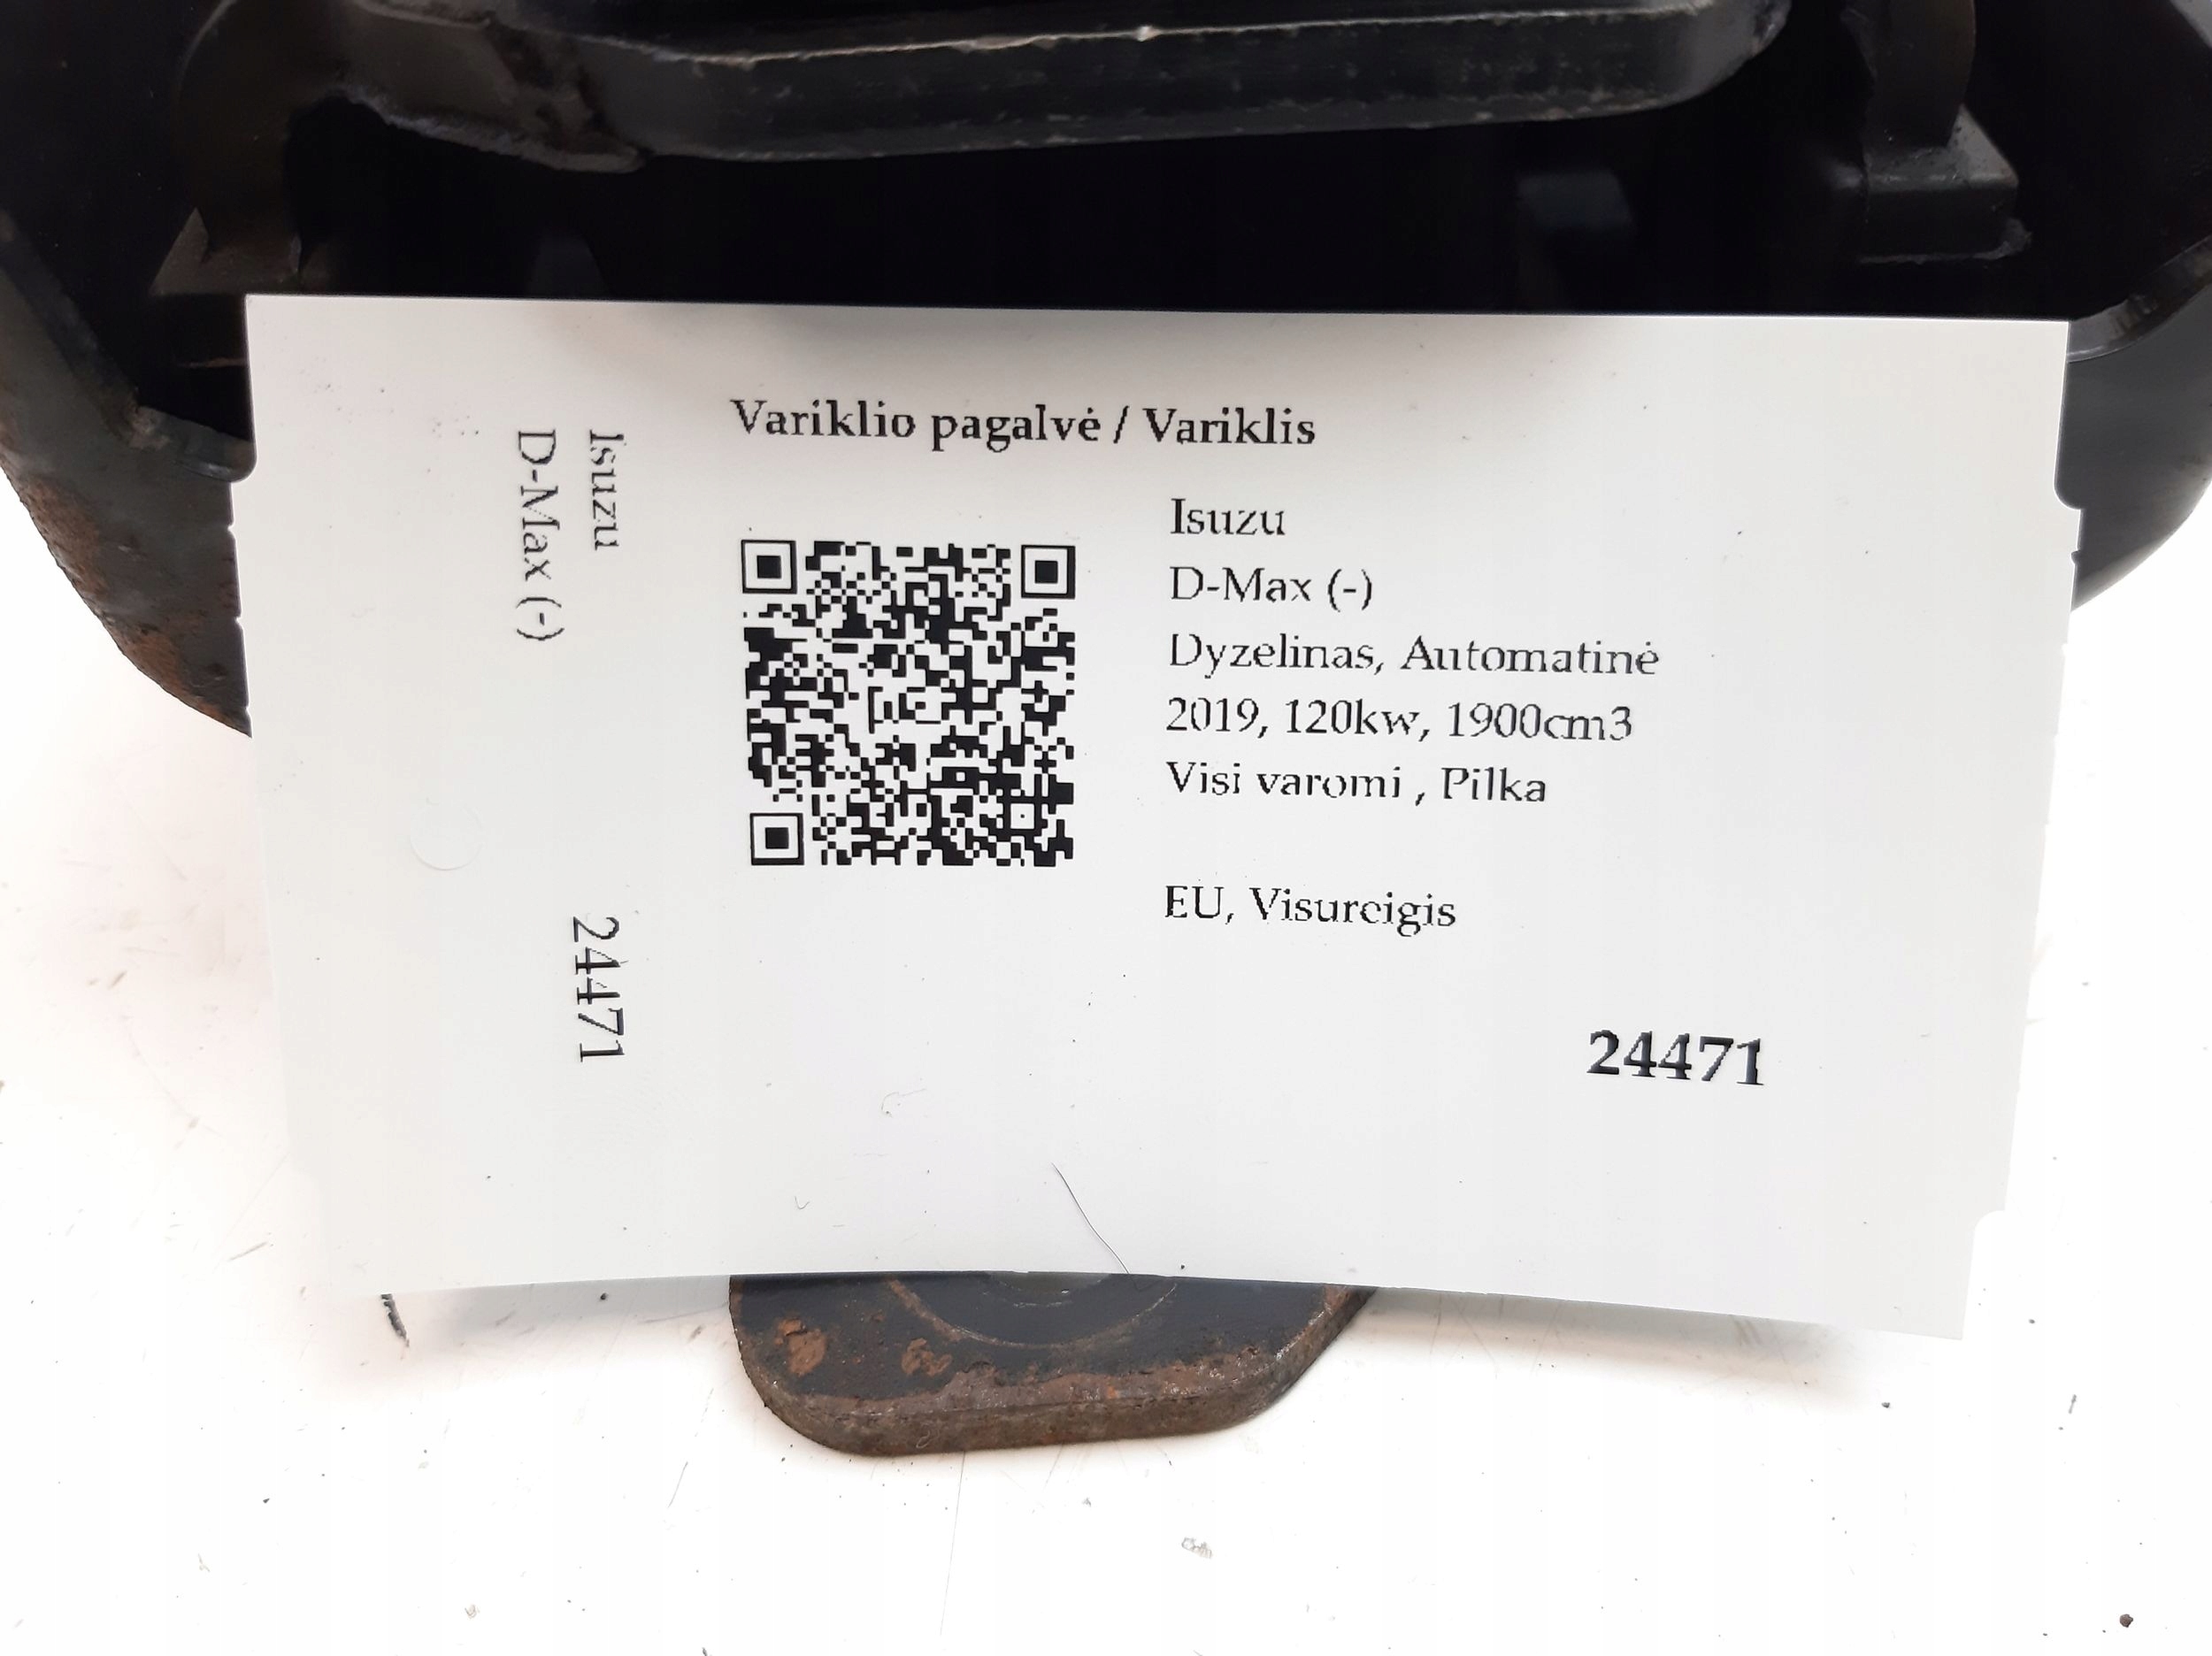 Variklio pagalvė / Variklis
Isuzu
D-Max (-)
Isuzu
D-Max (-)
Dyzelinas, Automatinė
2019, 120kw, 1900cm3
Visi varomi , Pilka
EU, Visureigis
24471
24471